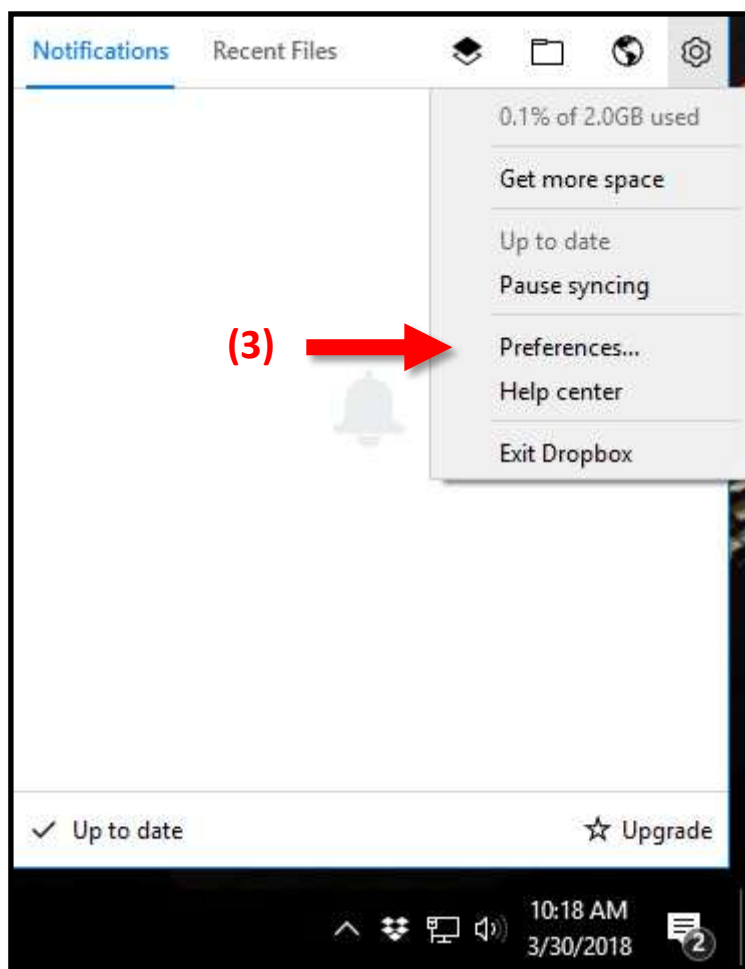 Notifications Recent Files
0.1% of 2.0GB used
Get more space
Up to date
Pause syncing
(3)
Preferences...
Help center
Exit Dropbox
Up to date
Upgrade
10:18 AM
3/30/2018
2